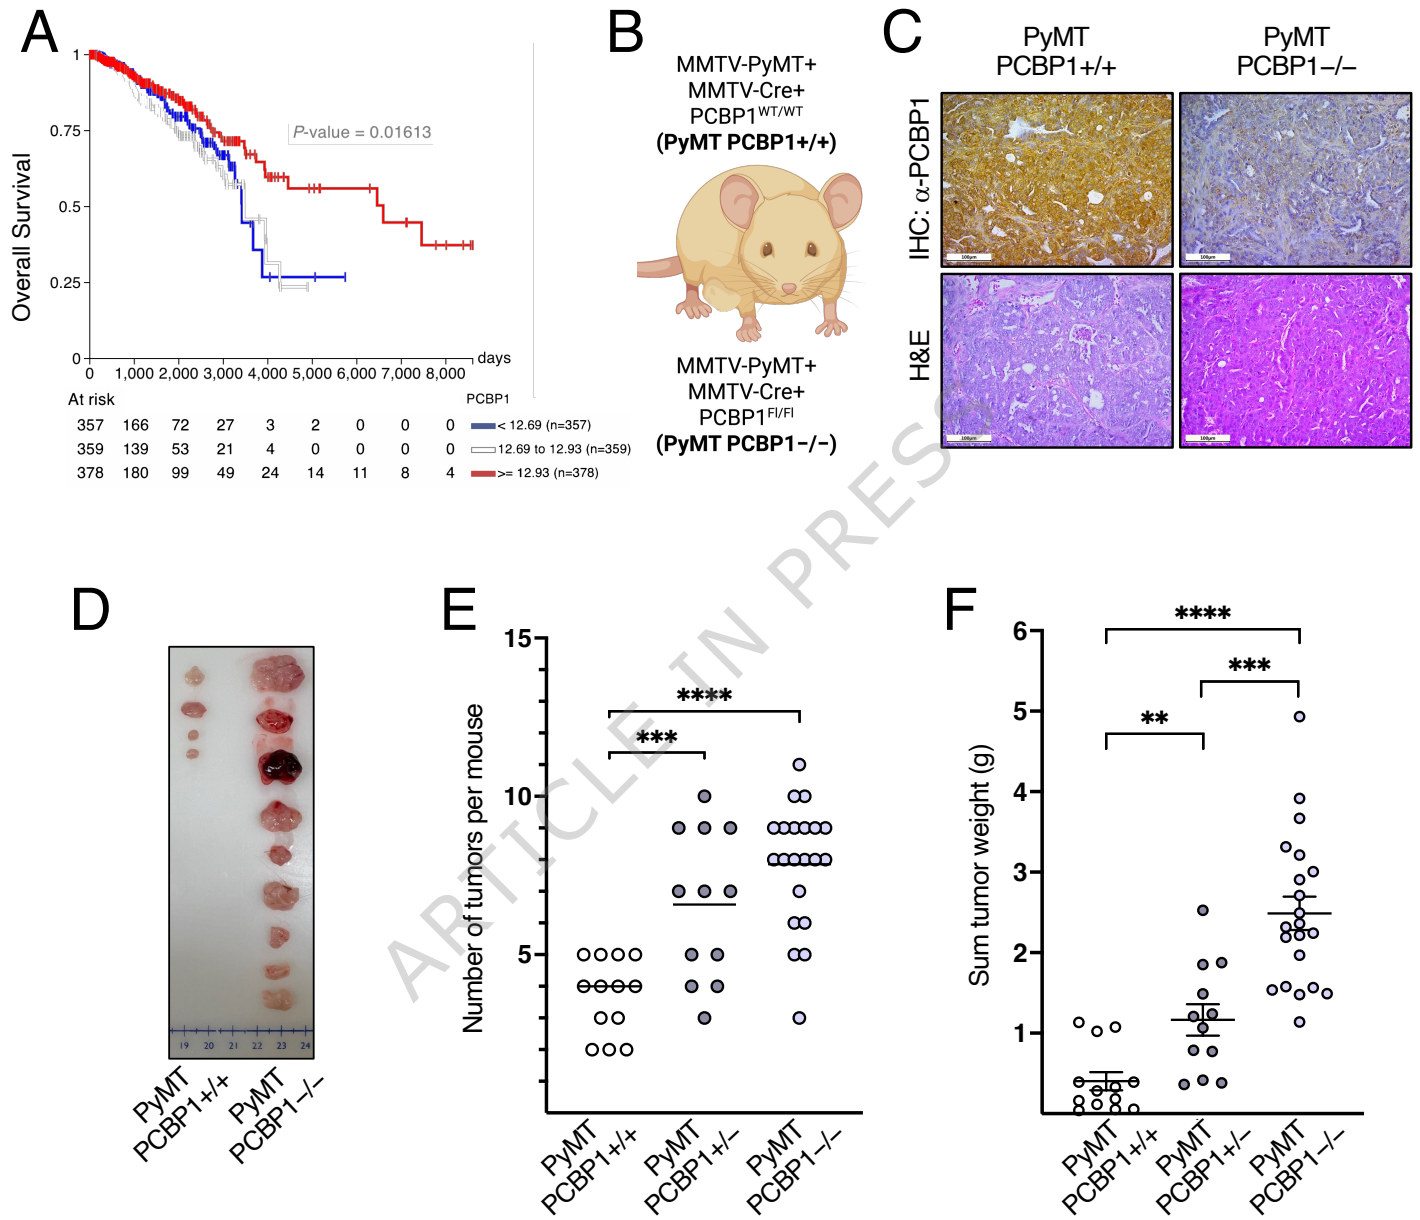 A
1
0.75
0.5
0.25
0
Overall Survival
P-value = 0.01613
0 1,000 2,000 3,000 4,000 5,000 6,000 7,000 8,000
days
At risk
PCBP1
357 166 72 27 3 2 0 0 0
< 12.69 (n=357)
359 139 53 21 4 0 0 0 0
12.69 to 12.93 (n=359)
378 180 99 49 24 14 11 8 4
>= 12.93 (n=378)
B
MMTV-PyMT+
MMTV-Cre+
PCBP1WT/WT
(PyMT PCBP1+/+)
MMTV-PyMT+
MMTV-Cre+
PCBP1Fl/Fl
(PyMT PCBP1−/−)
C
PyMT
PCBP1+/+
PyMT
PCBP1−/−
IHC: α-PCBP1
H&E
100µm
100µm
100µm
100µm
D
19 20 21 22 23 24
PyMT
PCBP1+/+
PyMT
PCBP1−/−
E
15
10
5
Number of tumors per mouse
****
***
PyMT
PCBP1+/+
PyMT
PCBP1+/−
PyMT
PCBP1−/−
F
6
5
4
3
2
1
Sum tumor weight (g)
****
***
**
PyMT
PCBP1+/+
PyMT
PCBP1+/−
PyMT
PCBP1−/−
ARTICLE IN PRESS